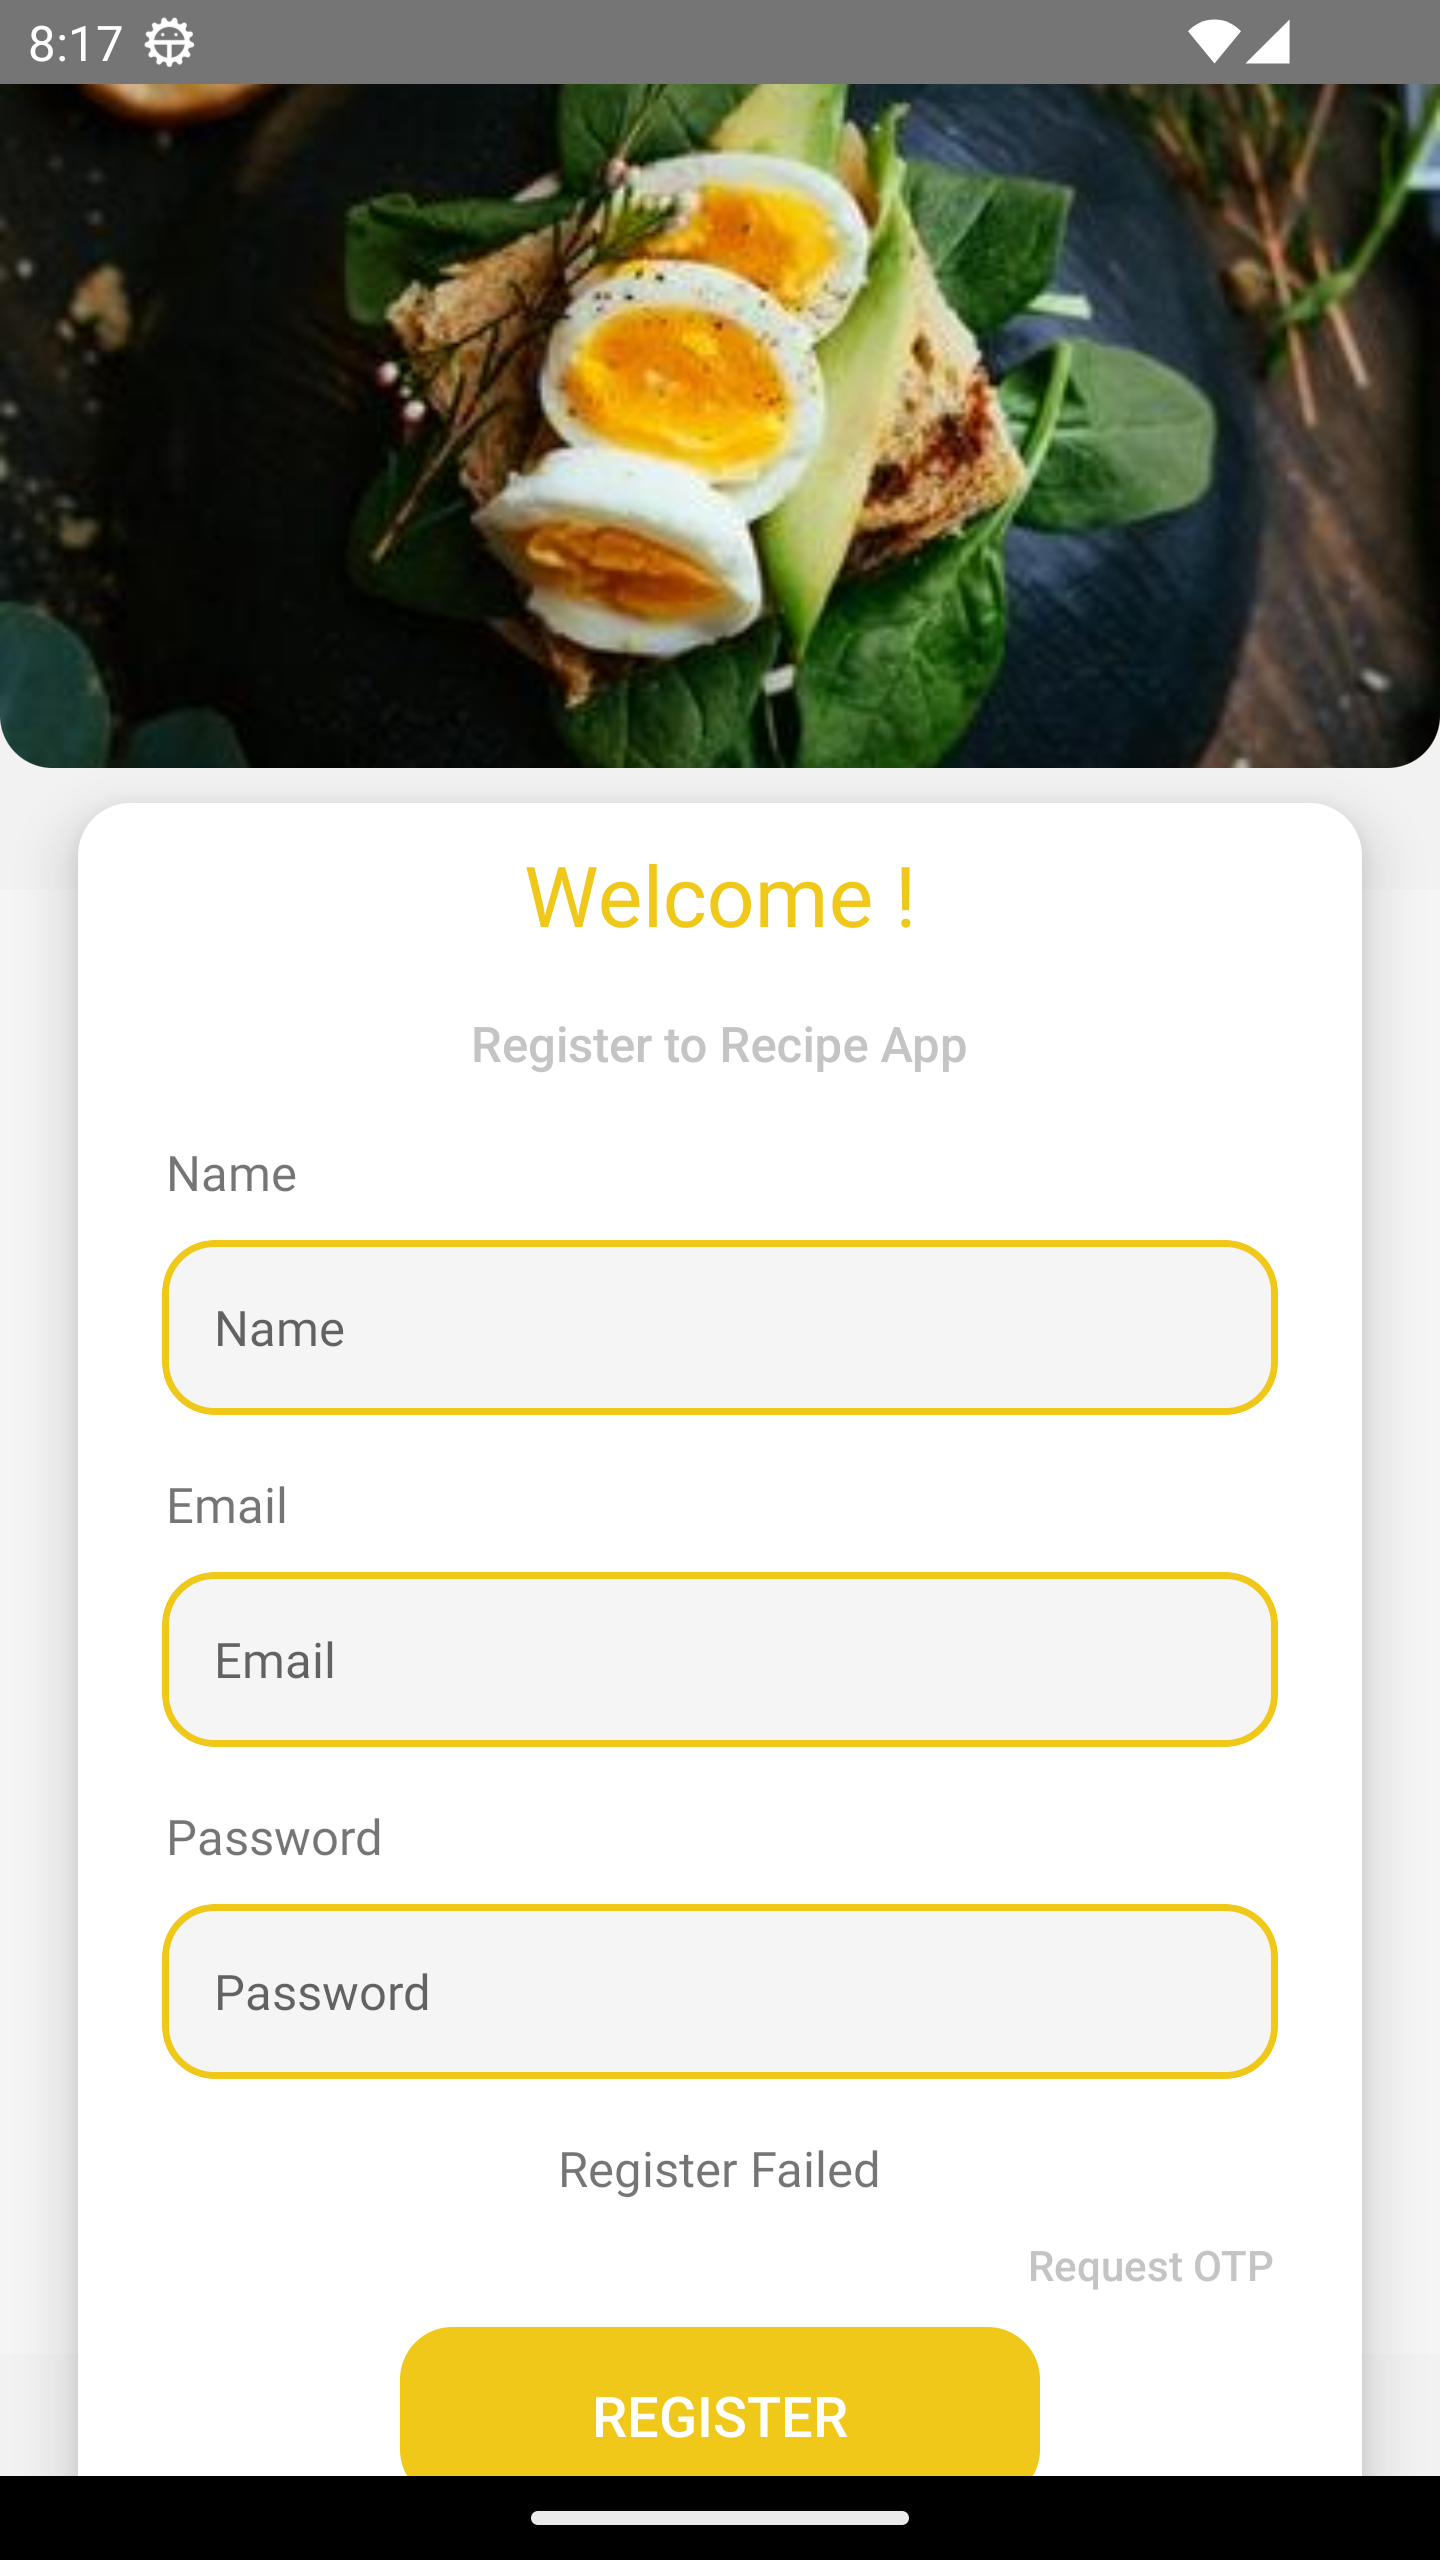 8:17
Welcome !
Register to Recipe App
Name
Name
Email
Email
Password
Password
Register Failed
Request OTP
REGISTER